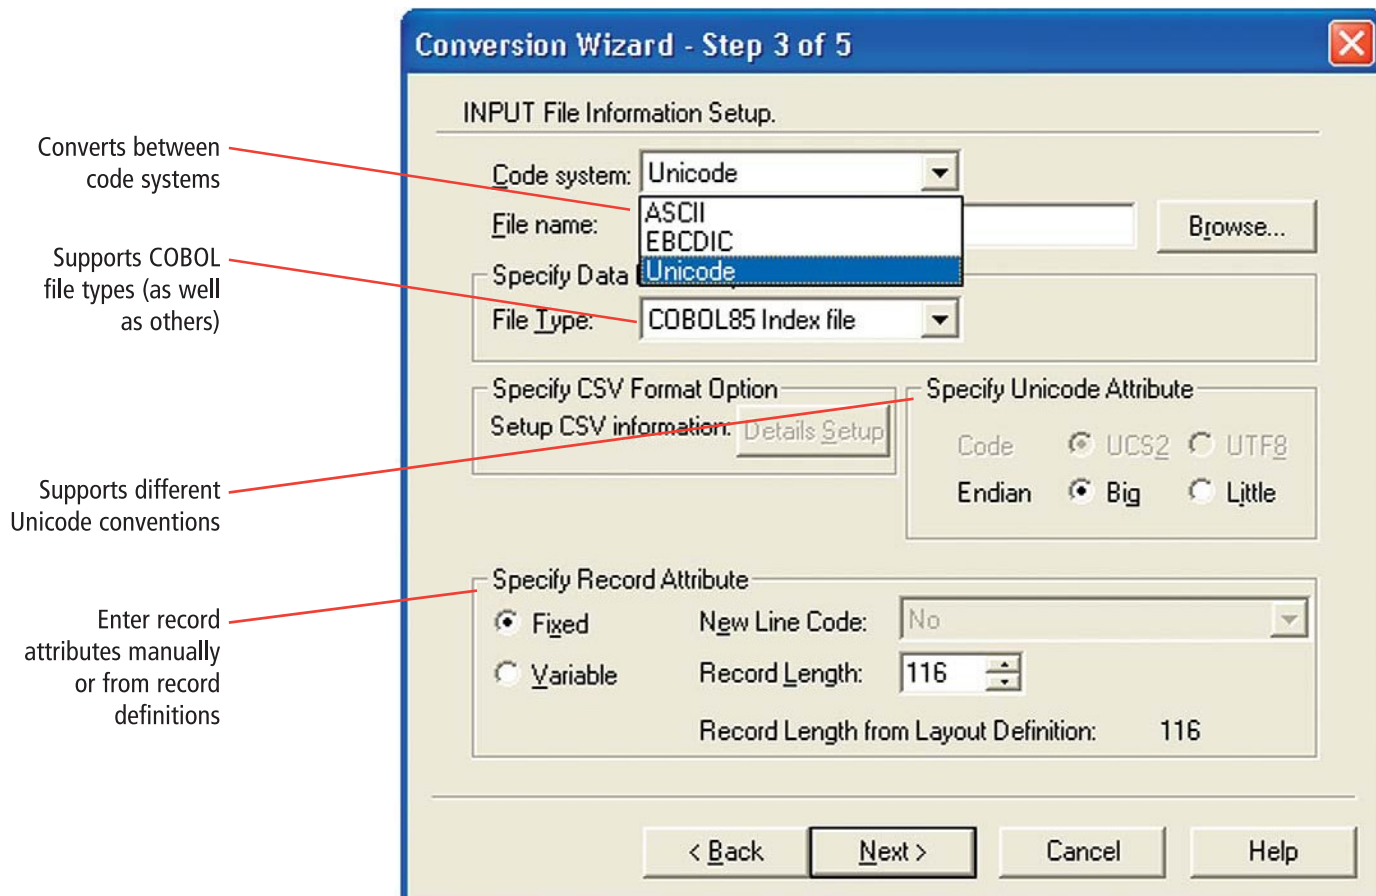 Conversion Wizard - Step 3 of 5
INPUT File Information Setup.
Converts between
code systems
Code system: Unicode
ASCII
EBCDIC
Unicode
File name:
Browse...
Supports COBOL
file types (as well
as others)
Specify Data
File Type: COBOL85 Index file
Specify CSV Format Option
Setup CSV information: Details Setup
Specify Unicode Attribute
Code UCS2 UTF8
Endian Big Little
Supports different
Unicode conventions
Enter record
attributes manually
or from record
definitions
Specify Record Attribute
Fixed New Line Code: No
Variable Record Length: 116
Record Length from Layout Definition: 116
< Back Next > Cancel Help